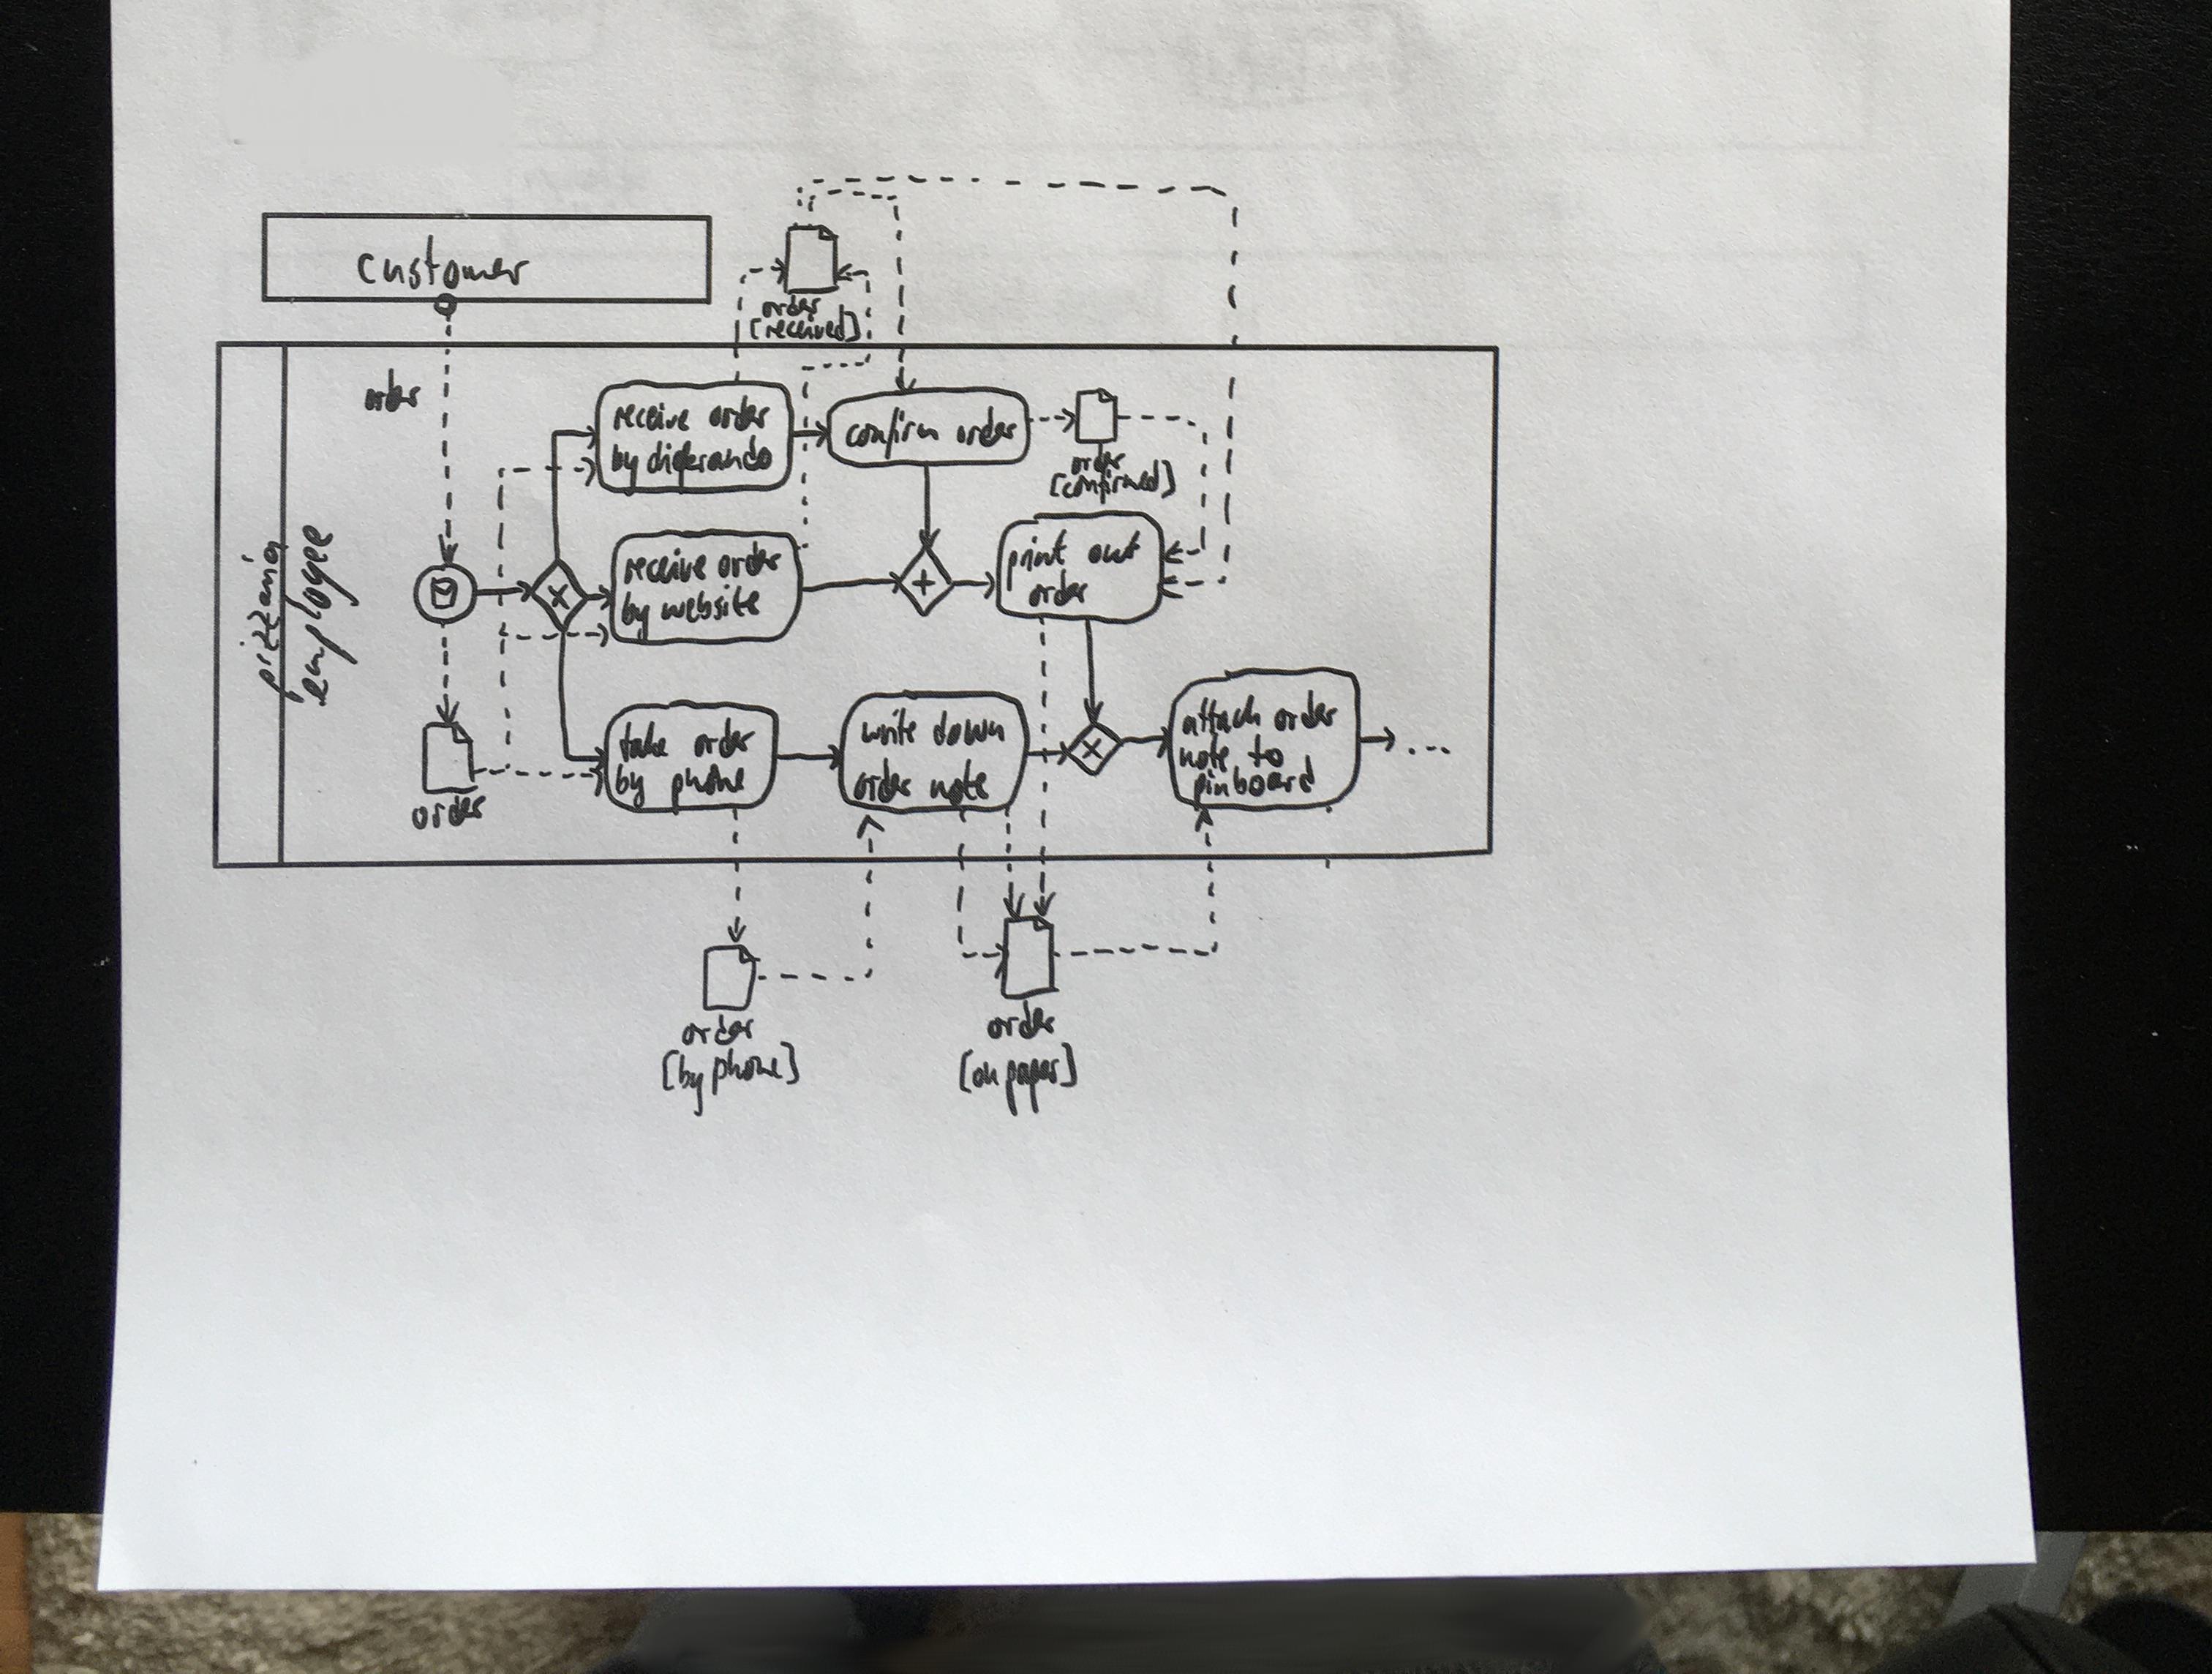 customer
order
[received]
order
receive order
by digerando
confirm order
order
[confirmed]
pizzeria
employee
receive order
by website
print out
order
take order
by phone
write down
order note
attach order
note to
pinboard
...
order
order
[by phone]
order
[on paper]